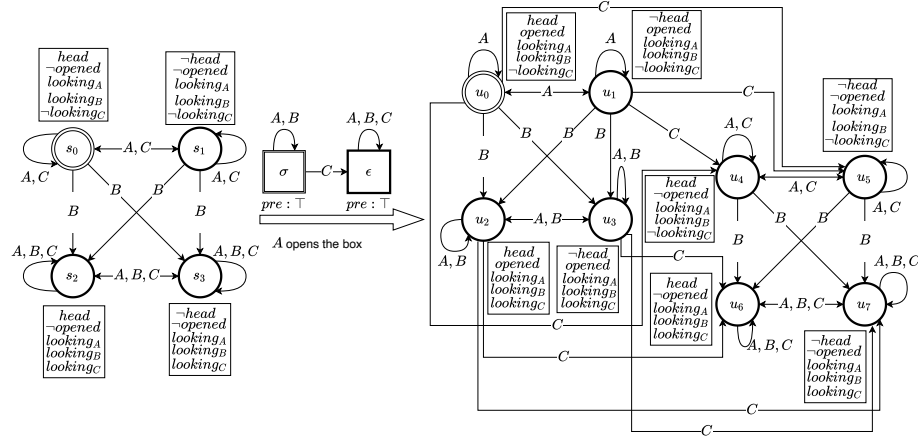 head
¬opened
looking_A
looking_B
¬looking_C
¬head
¬opened
looking_A
looking_B
¬looking_C
s_0
s_1
A, C
A, C
A, C
B
B
B
B
s_2
s_3
A, B, C
A, B, C
A, B, C
head
¬opened
looking_A
looking_B
looking_C
¬head
¬opened
looking_A
looking_B
looking_C
A, B
A, B, C
σ
C
ϵ
pre : ⊤
pre : ⊤
A opens the box
C
head
opened
looking_A
looking_B
¬looking_C
¬head
opened
looking_A
looking_B
¬looking_C
A
A
u_0
A
u_1
C
C
B
B
B
B
A, B
u_2
A, B
u_3
A, B
head
opened
looking_A
looking_B
looking_C
¬head
opened
looking_A
looking_B
looking_C
¬head
¬opened
looking_A
looking_B
¬looking_C
A, C
u_4
A, C
u_5
A, C
head
¬opened
looking_A
looking_B
¬looking_C
B
B
B
B
C
head
¬opened
looking_A
looking_B
looking_C
u_6
A, B, C
u_7
A, B, C
A, B, C
¬head
¬opened
looking_A
looking_B
looking_C
C
C
C
C